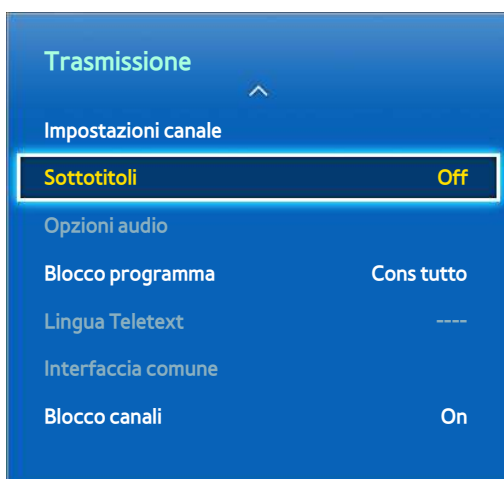 Trasmissione
Impostazioni canale
Sottotitoli Off
Opzioni audio
Blocco programma Cons tutto
Lingua Teletext ----
Interfaccia comune
Blocco canali On